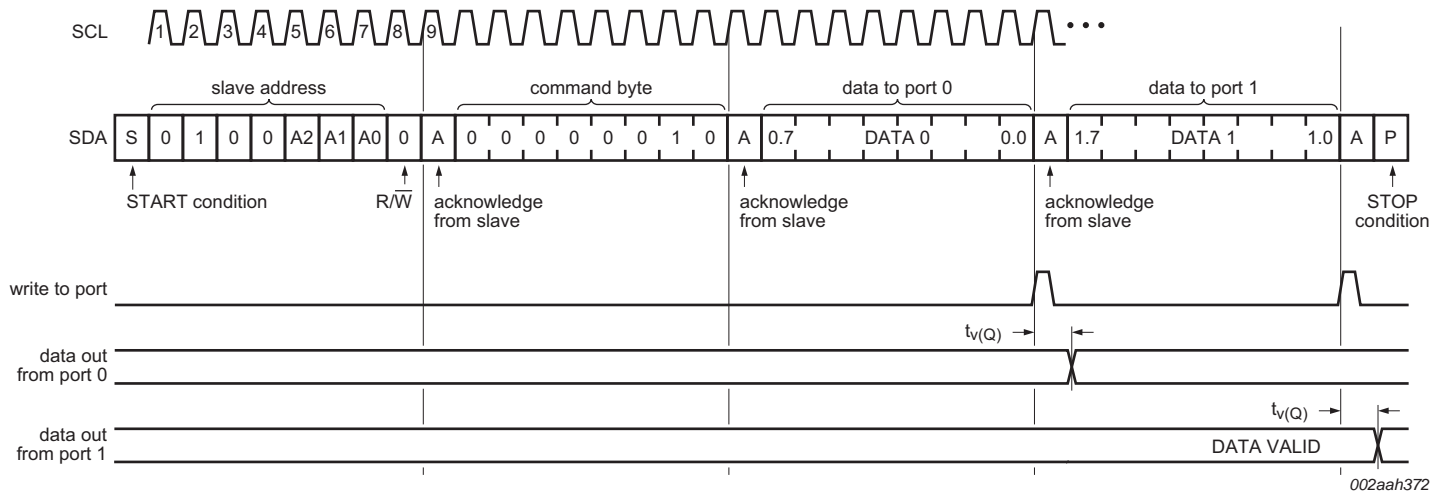 SCL 1 2 3 4 5 6 7 8 9 •••
slave address command byte data to port 0 data to port 1
SDA S 0 1 0 0 A2 A1 A0 0 A 0 0 0 0 0 0 1 0 A 0.7 DATA 0 0.0 A 1.7 DATA 1 1.0 A P
START condition R/W̅ acknowledge acknowledge acknowledge STOP
from slave from slave from slave condition
write to port
tv(Q)
data out
from port 0
tv(Q)
data out
from port 1 DATA VALID
002aah372